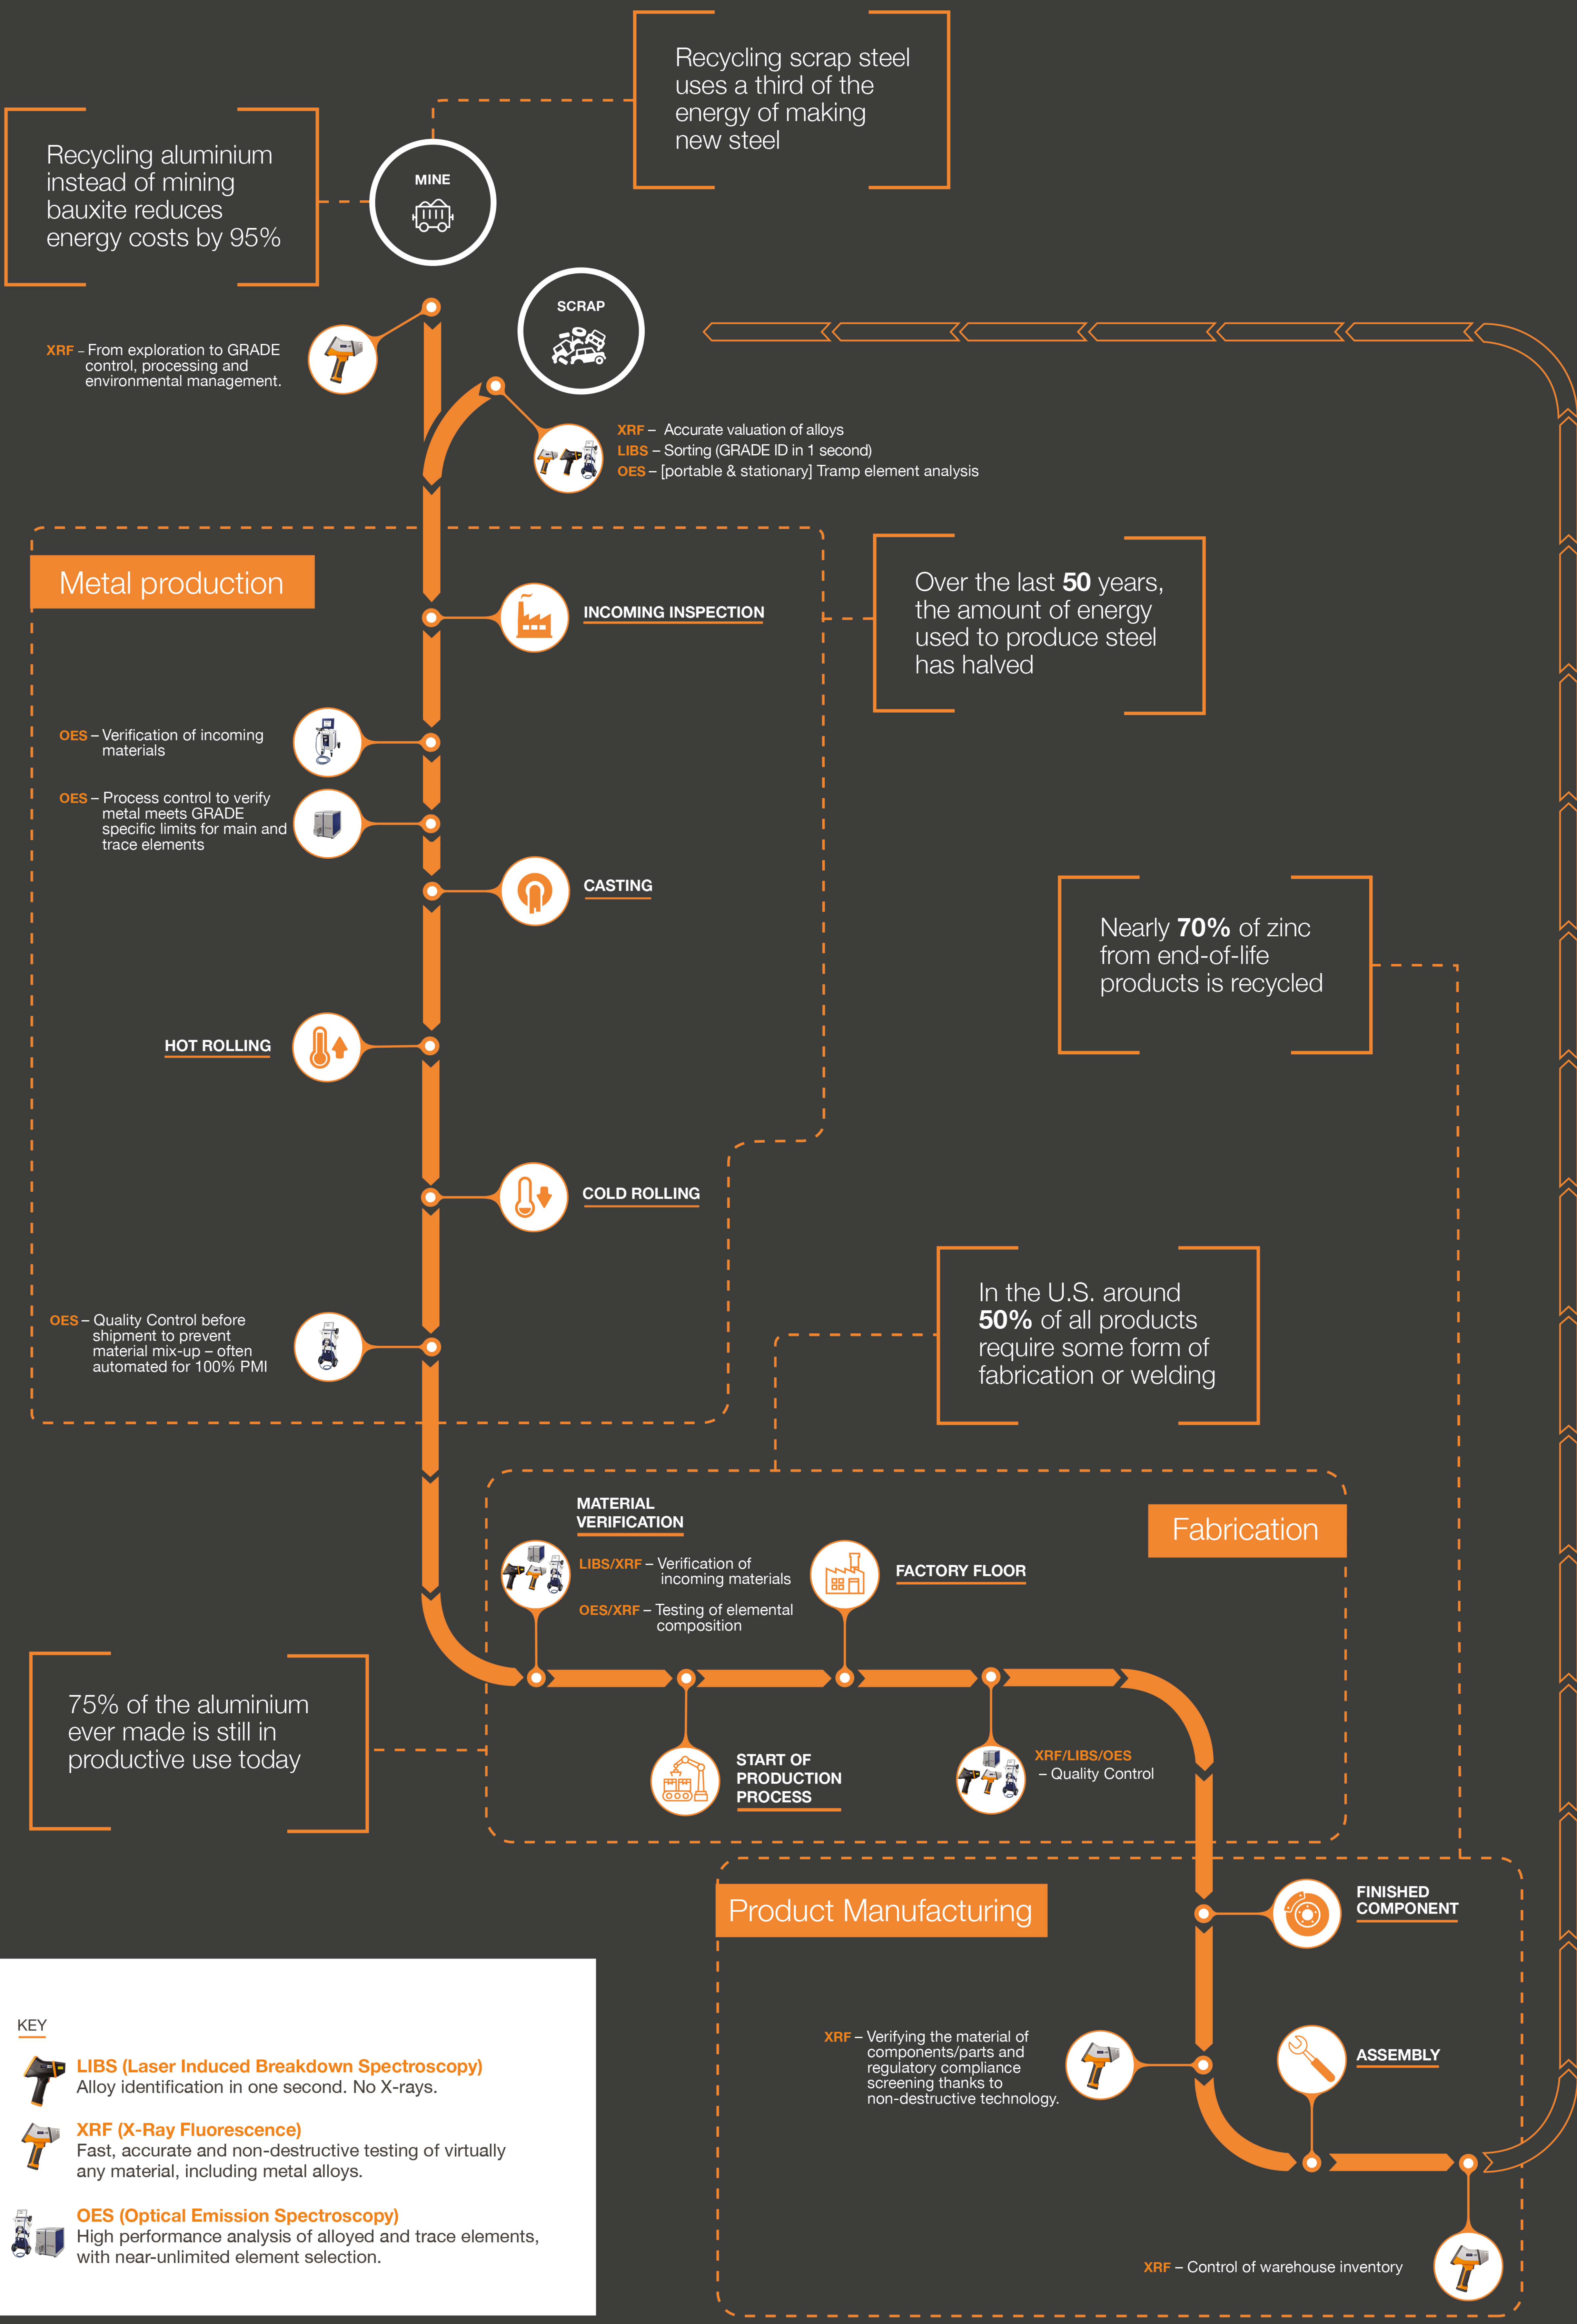 Recycling scrap steel
uses a third of the
energy of making
new steel
Recycling aluminium
instead of mining
bauxite reduces
energy costs by 95%
MINE
SCRAP
XRF – From exploration to GRADE
control, processing and
environmental management.
XRF – Accurate valuation of alloys
LIBS – Sorting (GRADE ID in 1 second)
OES – [portable & stationary] Tramp element analysis
Metal production
INCOMING INSPECTION
Over the last 50 years,
the amount of energy
used to produce steel
has halved
OES – Verification of incoming
materials
OES – Process control to verify
metal meets GRADE
specific limits for main and
trace elements
CASTING
Nearly 70% of zinc
from end-of-life
products is recycled
HOT ROLLING
COLD ROLLING
In the U.S. around
50% of all products
require some form of
fabrication or welding
OES – Quality Control before
shipment to prevent
material mix-up – often
automated for 100% PMI
MATERIAL
VERIFICATION
LIBS/XRF – Verification of
incoming materials
OES/XRF – Testing of elemental
composition
FACTORY FLOOR
Fabrication
75% of the aluminium
ever made is still in
productive use today
START OF
PRODUCTION
PROCESS
XRF/LIBS/OES
– Quality Control
Product Manufacturing
FINISHED
COMPONENT
XRF – Verifying the material of
components/parts and
regulatory compliance
screening thanks to
non-destructive technology.
ASSEMBLY
XRF – Control of warehouse inventory
KEY
LIBS (Laser Induced Breakdown Spectroscopy)
Alloy identification in one second. No X-rays.
XRF (X-Ray Fluorescence)
Fast, accurate and non-destructive testing of virtually
any material, including metal alloys.
OES (Optical Emission Spectroscopy)
High performance analysis of alloyed and trace elements,
with near-unlimited element selection.